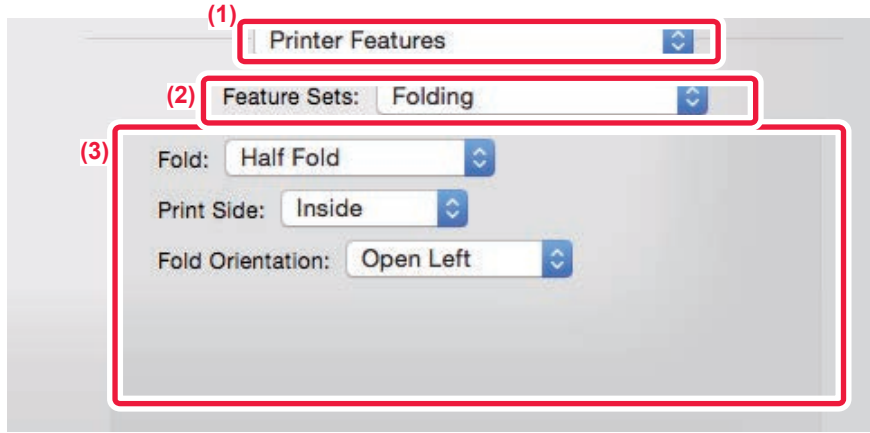 (1)
Printer Features
(2) Feature Sets: Folding
(3)
Fold: Half Fold
Print Side: Inside
Fold Orientation: Open Left